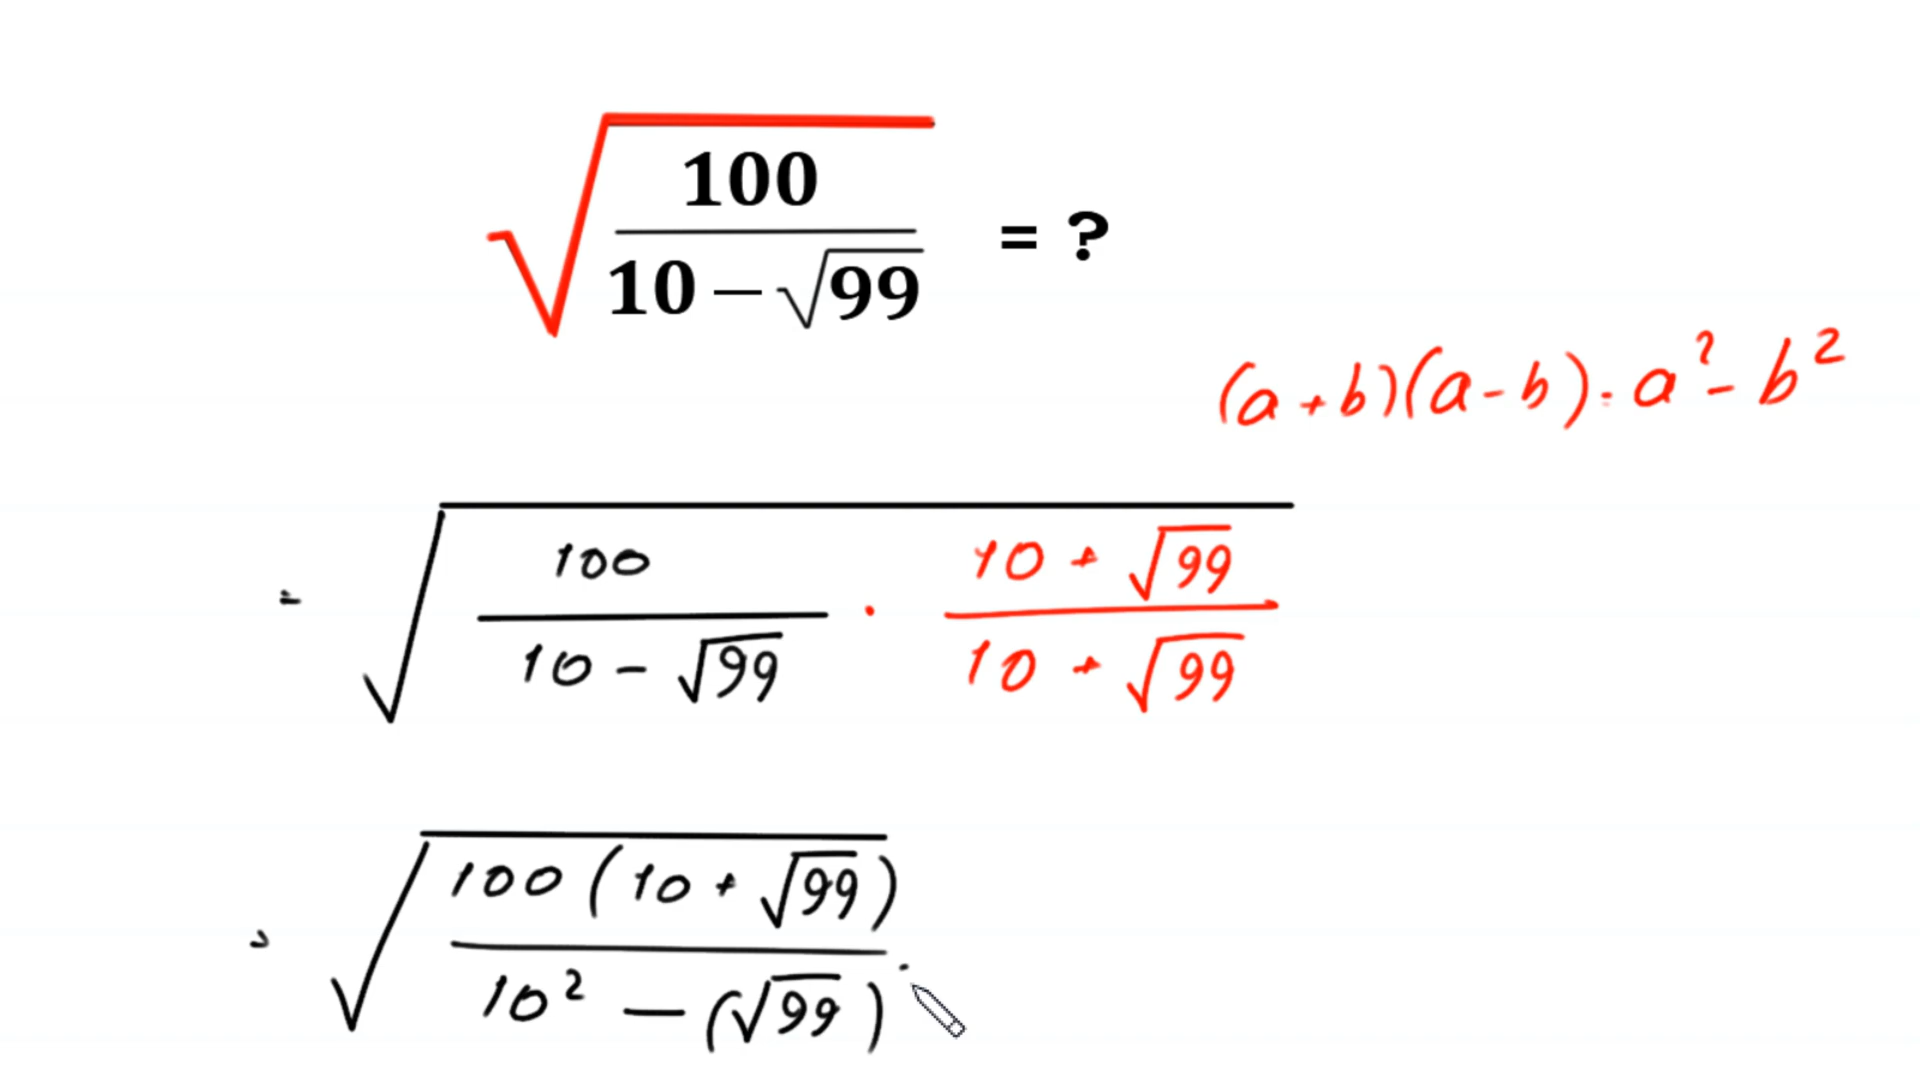 √(100 / (10 − √99)) = ?
(a + b)(a − b) = a² − b²
= √(100 / (10 − √99) · (10 + √99) / (10 + √99))
= √(100(10 + √99) / (10² − (√99)))